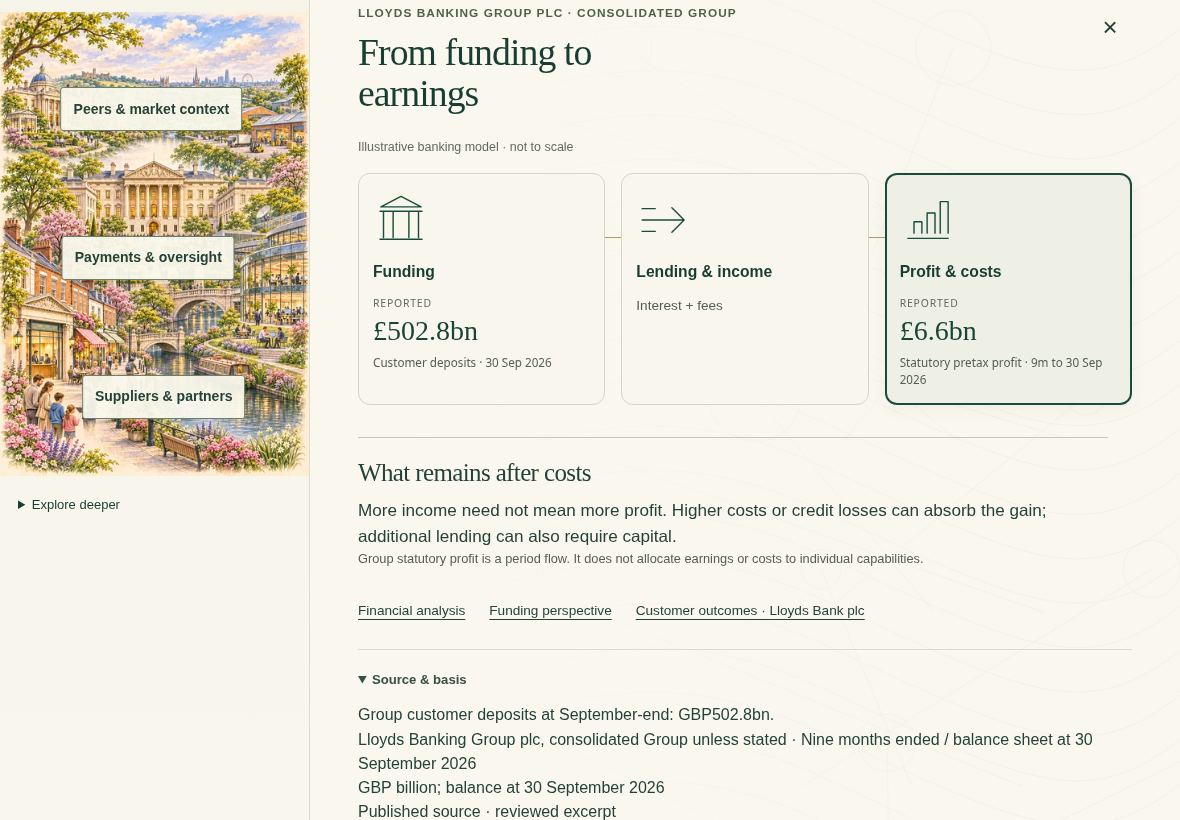 LLOYDS BANKING GROUP PLC · CONSOLIDATED GROUP
From funding to
earnings
Illustrative banking model · not to scale
Peers & market context
Payments & oversight
Suppliers & partners
Explore deeper
Funding
REPORTED
£502.8bn
Customer deposits · 30 Sep 2026
Lending & income
Interest + fees
Profit & costs
REPORTED
£6.6bn
Statutory pretax profit · 9m to 30 Sep
2026
What remains after costs
More income need not mean more profit. Higher costs or credit losses can absorb the gain;
additional lending can also require capital.
Group statutory profit is a period flow. It does not allocate earnings or costs to individual capabilities.
Financial analysis
Funding perspective
Customer outcomes · Lloyds Bank plc
Source & basis
Group customer deposits at September-end: GBP502.8bn.
Lloyds Banking Group plc, consolidated Group unless stated · Nine months ended / balance sheet at 30
September 2026
GBP billion; balance at 30 September 2026
Published source · reviewed excerpt